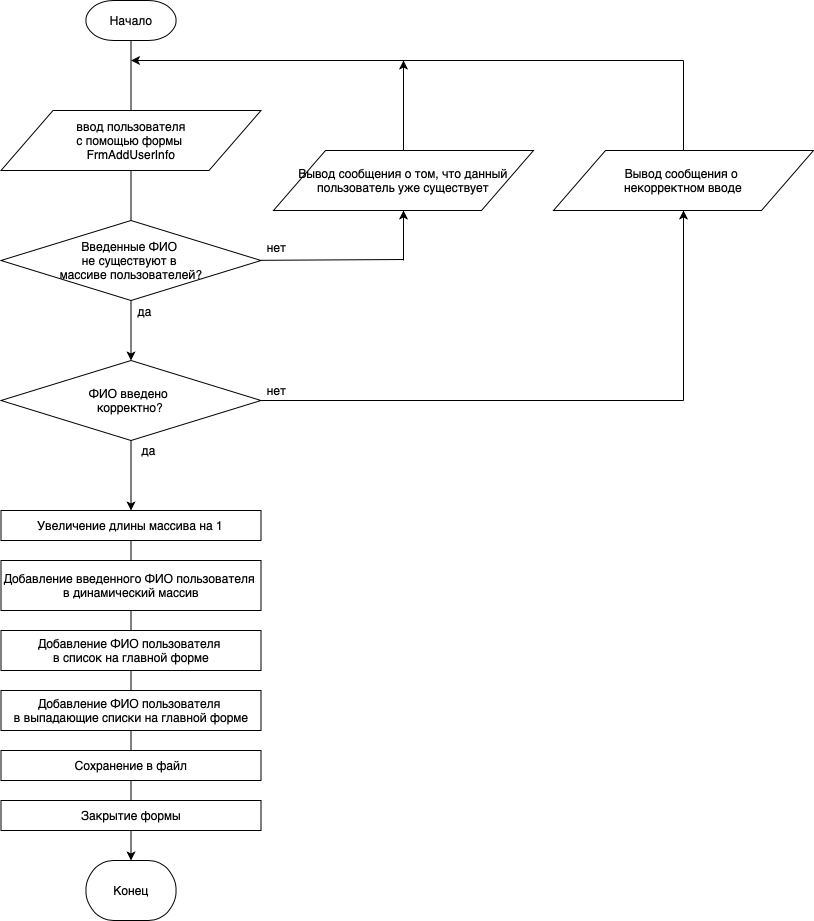 Начало
ввод пользователя
с помощью формы
FrmAddUserInfo
Вывод сообщения о том, что данный
пользователь уже существует
Вывод сообщения о
некорректном вводе
Введенные ФИО
не существуют в
массиве пользователей?
нет
да
ФИО введено
корректно?
нет
да
Увеличение длины массива на 1
Добавление введенного ФИО пользователя
в динамический массив
Добавление ФИО пользователя
в список на главной форме
Добавление ФИО пользователя
в выпадающие списки на главной форме
Сохранение в файл
Закрытие формы
Конец